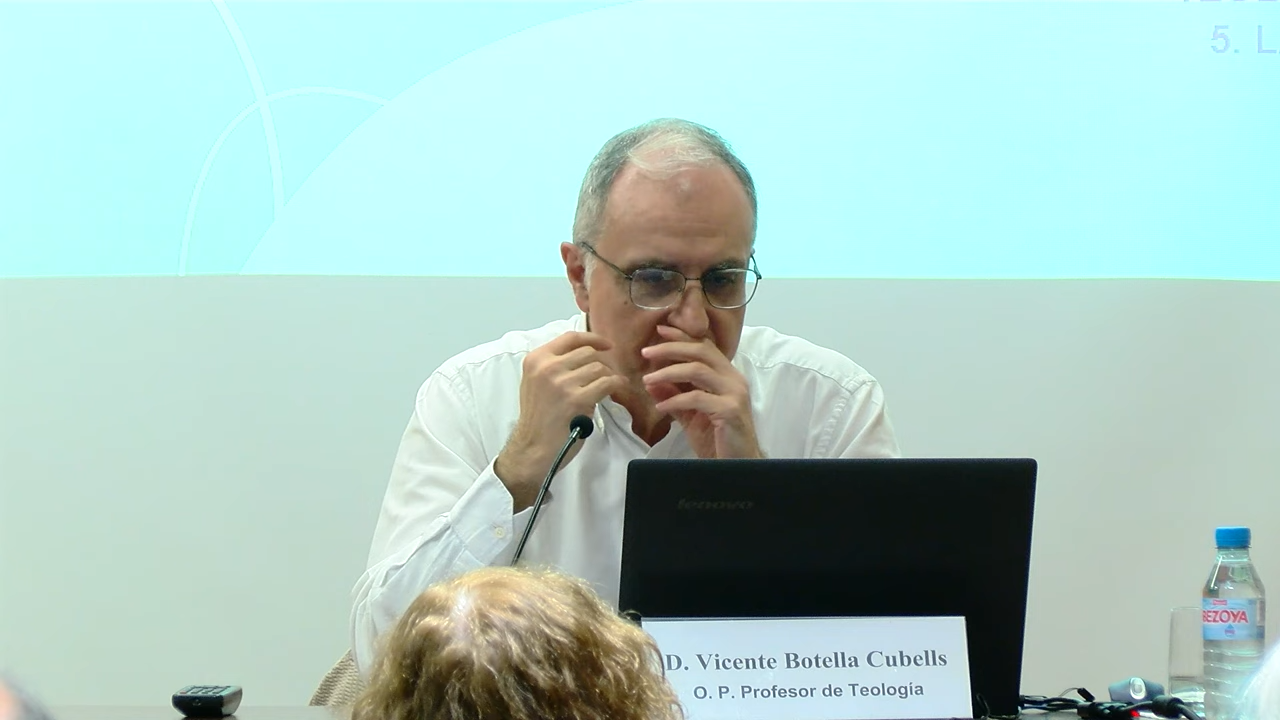 5. L
lenovo
D. Vicente Botella Cubells
O. P. Profesor de Teología
BEZOYA